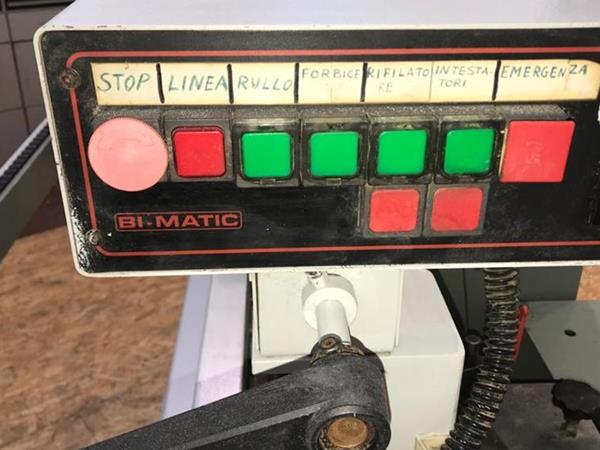 STOP
LINEA
RULLO
FORBICE
RIFILATO
RE
INTESTA-
TORI
EMERGENZA
BI-MATIC